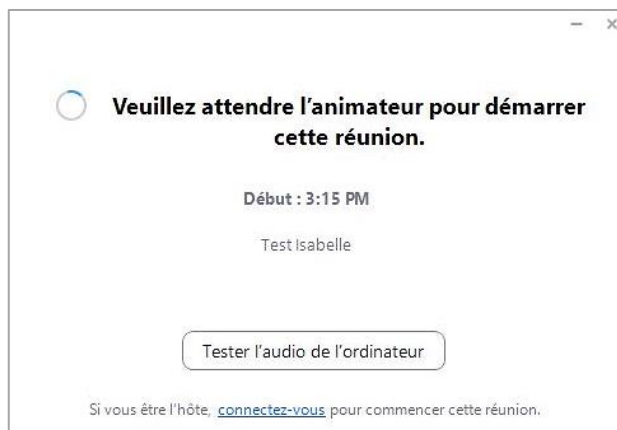 Veuillez attendre l'animateur pour démarrer
cette réunion.
Début : 3:15 PM
Test Isabelle
Tester l'audio de l'ordinateur
Si vous être l'hôte, connectez-vous pour commencer cette réunion.